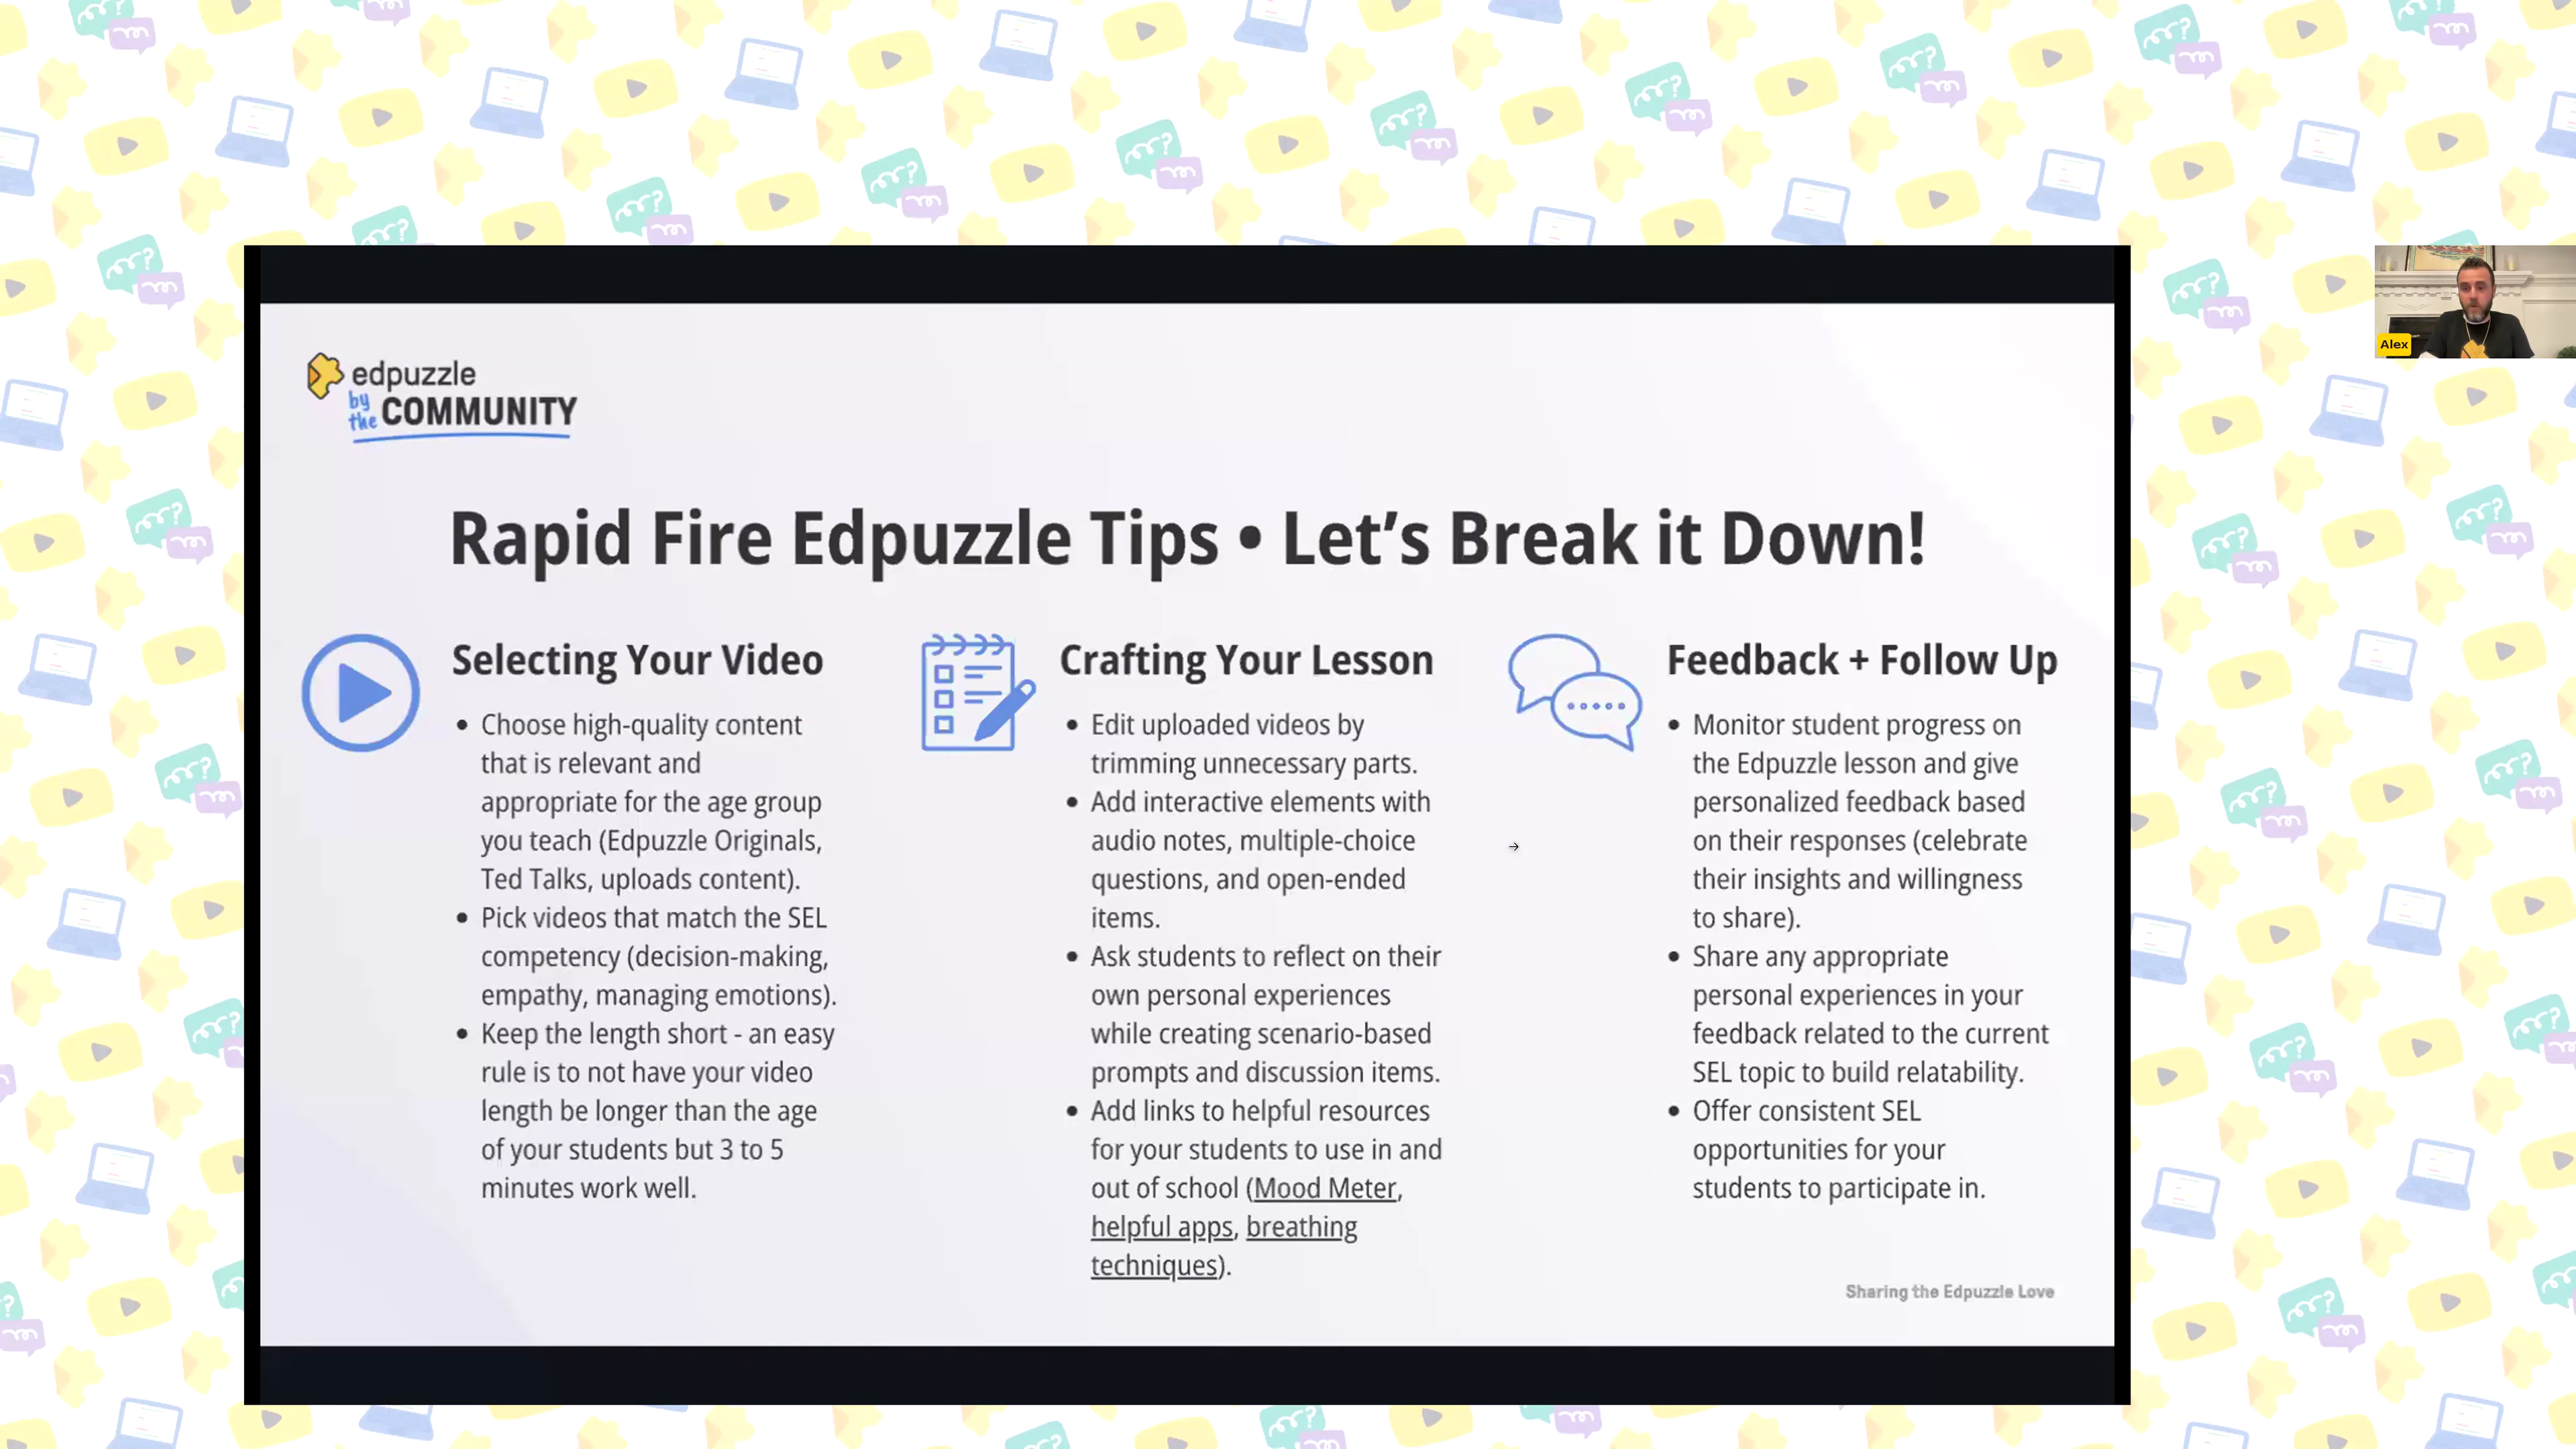 edpuzzle
by the COMMUNITY
Rapid Fire Edpuzzle Tips • Let's Break it Down!
Selecting Your Video
• Choose high-quality content
that is relevant and
appropriate for the age group
you teach (Edpuzzle Originals,
Ted Talks, uploads content).
• Pick videos that match the SEL
competency (decision-making,
empathy, managing emotions).
• Keep the length short - an easy
rule is to not have your video
length be longer than the age
of your students but 3 to 5
minutes work well.
Crafting Your Lesson
• Edit uploaded videos by
trimming unnecessary parts.
• Add interactive elements with
audio notes, multiple-choice
questions, and open-ended
items.
• Ask students to reflect on their
own personal experiences
while creating scenario-based
prompts and discussion items.
• Add links to helpful resources
for your students to use in and
out of school (Mood Meter,
helpful apps, breathing
techniques).
Feedback + Follow Up
• Monitor student progress on
the Edpuzzle lesson and give
personalized feedback based
on their responses (celebrate
their insights and willingness
to share).
• Share any appropriate
personal experiences in your
feedback related to the current
SEL topic to build relatability.
• Offer consistent SEL
opportunities for your
students to participate in.
Sharing the Edpuzzle Love
Alex